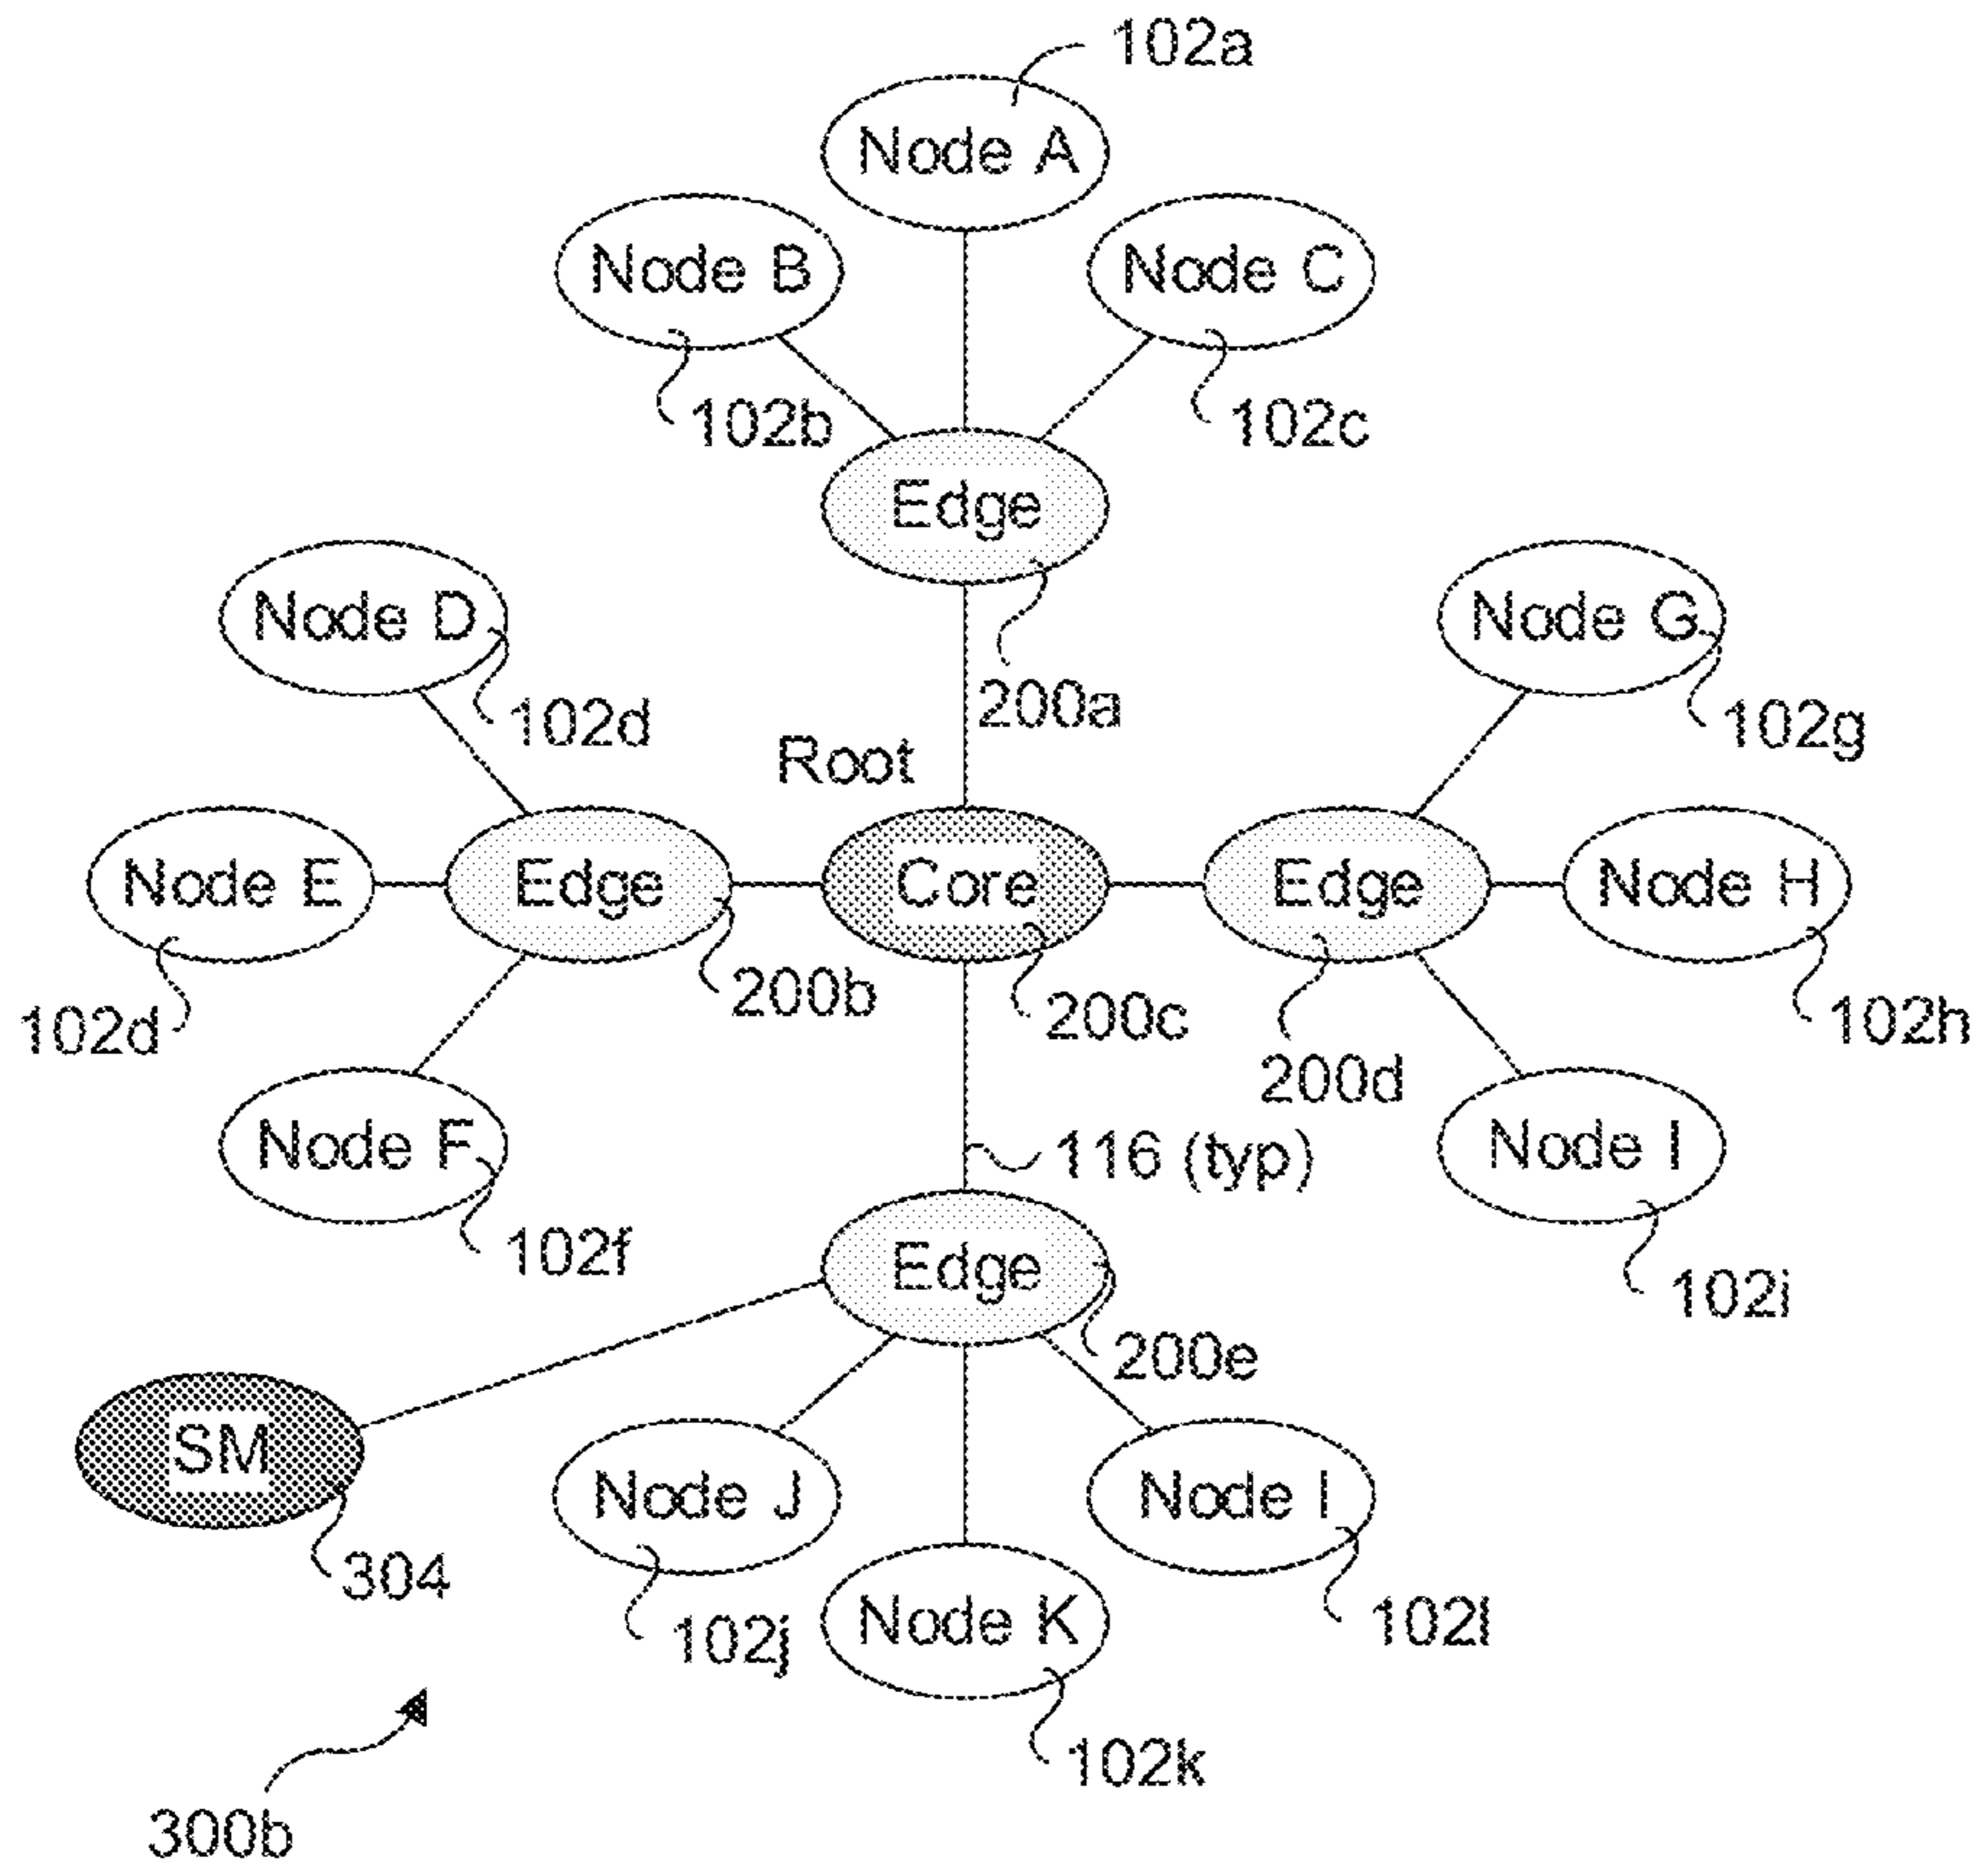 102a
Node A
Node B
Node C
102b
102c
Edge
Node D
Node G
200a
102d
102g
Root
Node E
Edge
Core
Edge
Node H
200b
200c
102d
102h
200d
Node F
116 (typ)
Node I
102f
Edge
102i
200e
SM
Node J
Node I
304
102j
Node K
102l
102k
300b